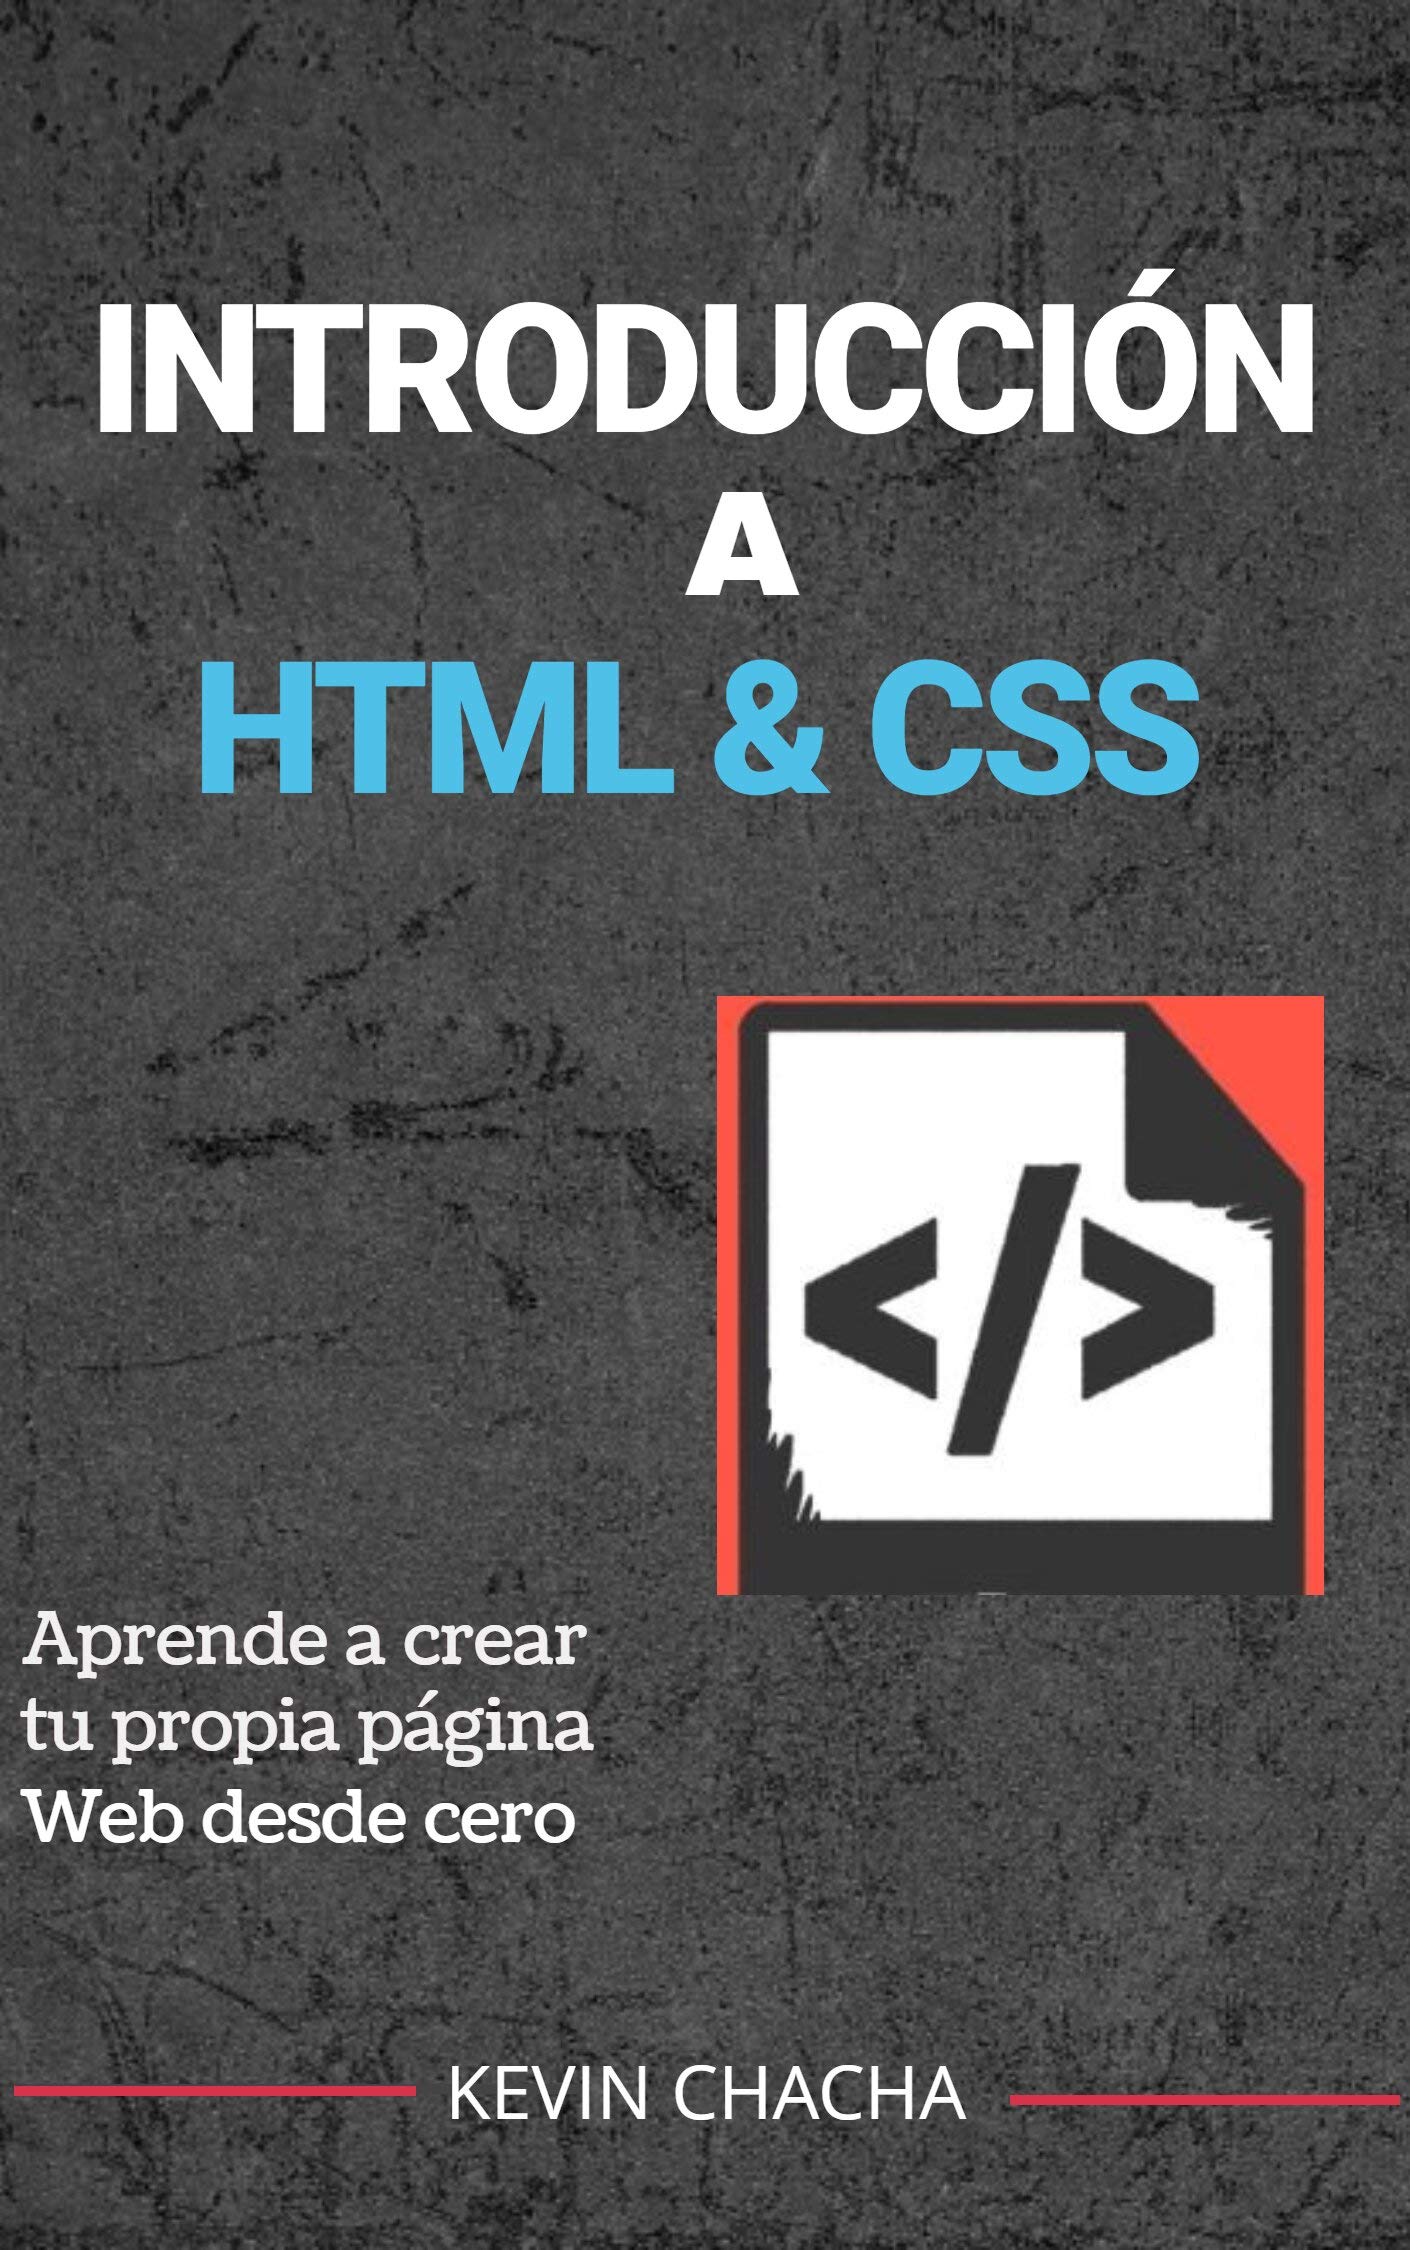 INTRODUCCIÓN
A
HTML & CSS
</>
Aprende a crear
tu propia página
Web desde cero
KEVIN CHACHA